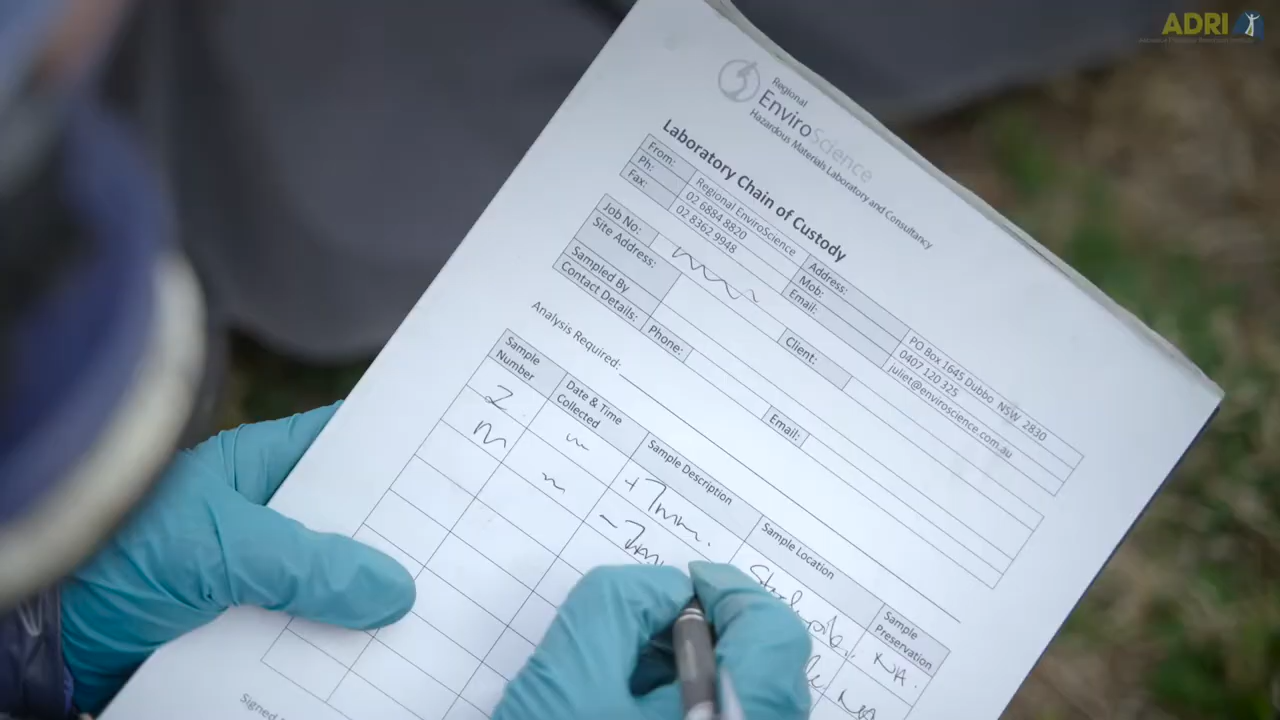 ADRI
Regional
EnviroScience
Hazardous Materials Laboratory and Consultancy
Laboratory Chain of Custody
From: Regional EnviroScience Address: PO Box 1645 Dubbo NSW 2830
Ph: 02 6884 8820 Mob: 0407 120 325
Fax: 02 8362 9948 Email: juliet@enviroscience.com.au
Job No:
Site Address: Client:
Sampled By
Contact Details: Phone: Email:
Analysis Required:
Sample Number Date & Time Collected Sample Description Sample Location Sample Preservation
2 +7mm. NA.
NA
Signed